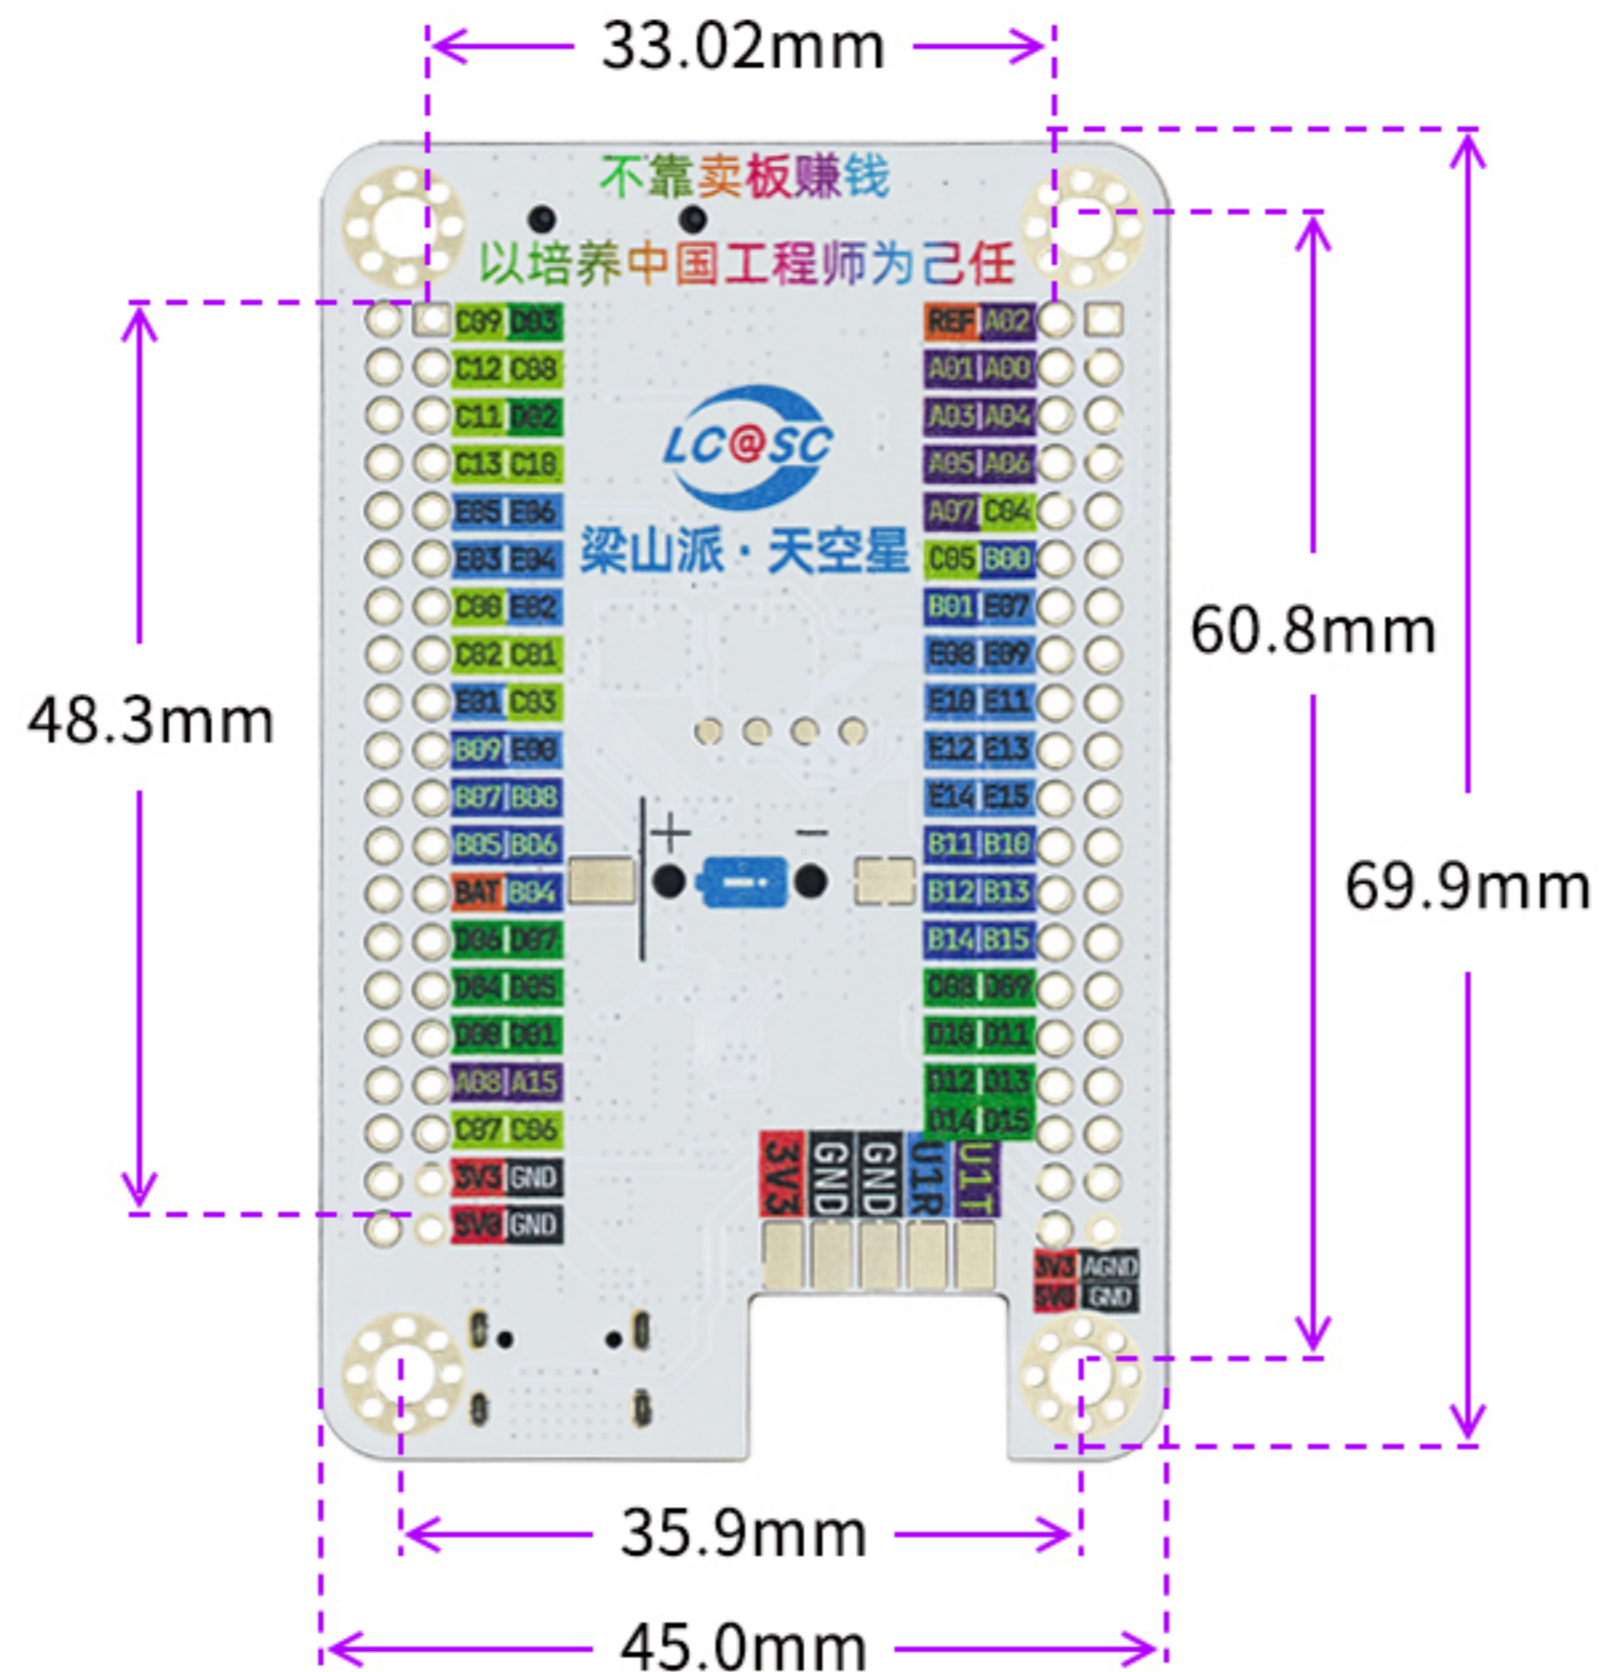 33.02mm
不靠卖板赚钱
以培养中国工程师为己任
C09 D03
C12 C08
C11 D02
C13 C10
E05 E06
E03 E04
C00 E02
C02 C01
E01 C03
B09 E00
B07 B08
B05 B06
BAT B04
D06 D07
D04 D05
D00 D01
A08 A15
C07 C06
3V3 GND
5V0 GND
REF A02
A01 A00
A03 A04
A05 A06
A07 C04
C05 B00
B01 E07
E08 E09
E10 E11
E12 E13
E14 E15
B11 B10
B12 B13
B14 B15
D08 D09
D10 D11
D12 D13
D14 D15
LC@SC
梁山派·天空星
+ −
3V3 GND GND U1R U1T
3V3 AGND
5V0 GND
48.3mm
60.8mm
69.9mm
35.9mm
45.0mm